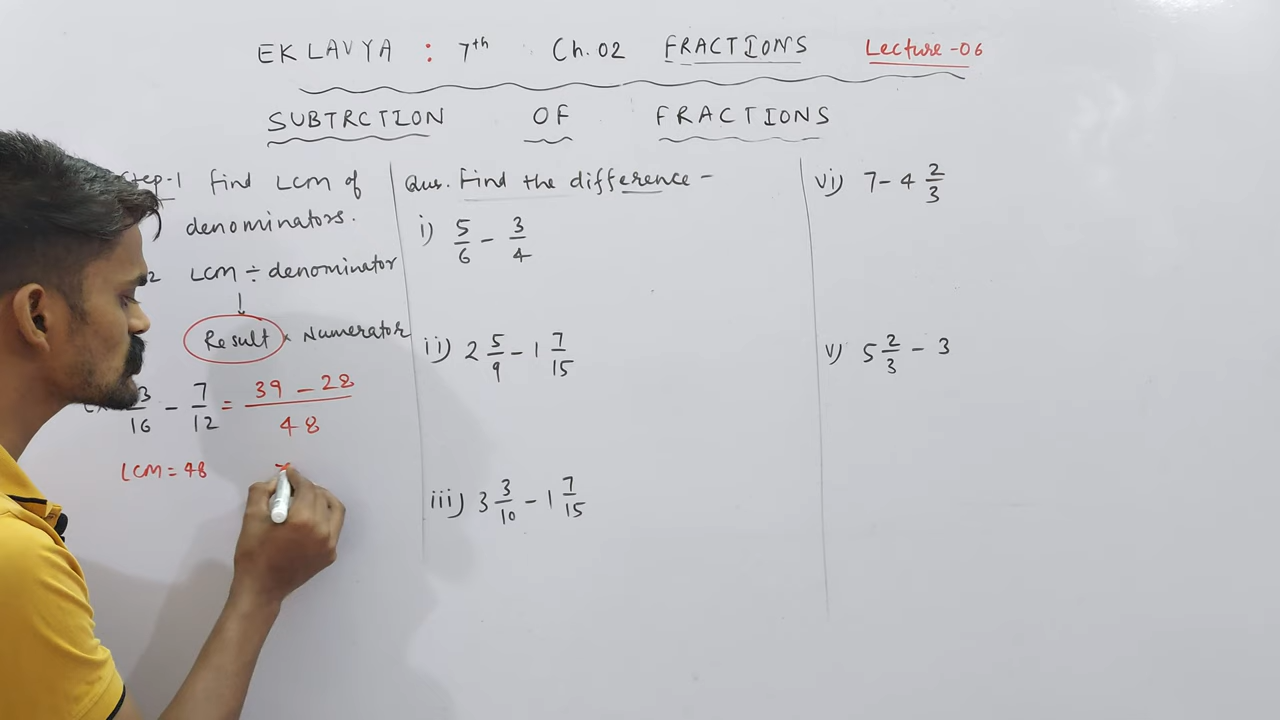 EKLAVYA : 7th Ch. 02 FRACTIONS Lecture-06
SUBTRCTION OF FRACTIONS
Step-1 find LCM of
denominators.
2 LCM ÷ denominator
↓
Result × Numerator
3/16 - 7/12 = 39 - 28 / 48
LCM = 48
Qus. Find the difference -
i) 5/6 - 3/4
ii) 2 5/9 - 1 7/15
iii) 3 3/10 - 1 7/15
vi) 7 - 4 2/3
v) 5 2/3 - 3